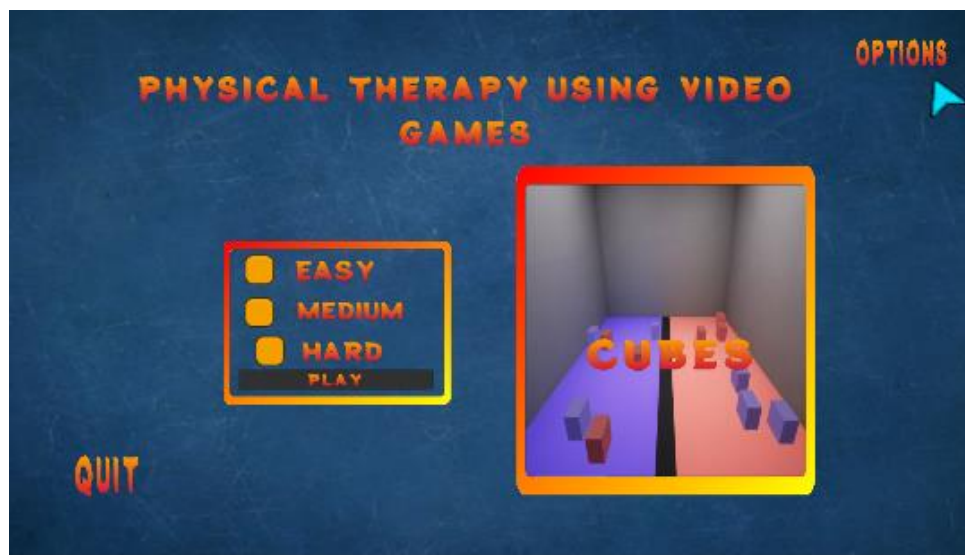 OPTIONS
PHYSICAL THERAPY USING VIDEO
GAMES
EASY
MEDIUM
HARD
PLAY
CUBES
QUIT